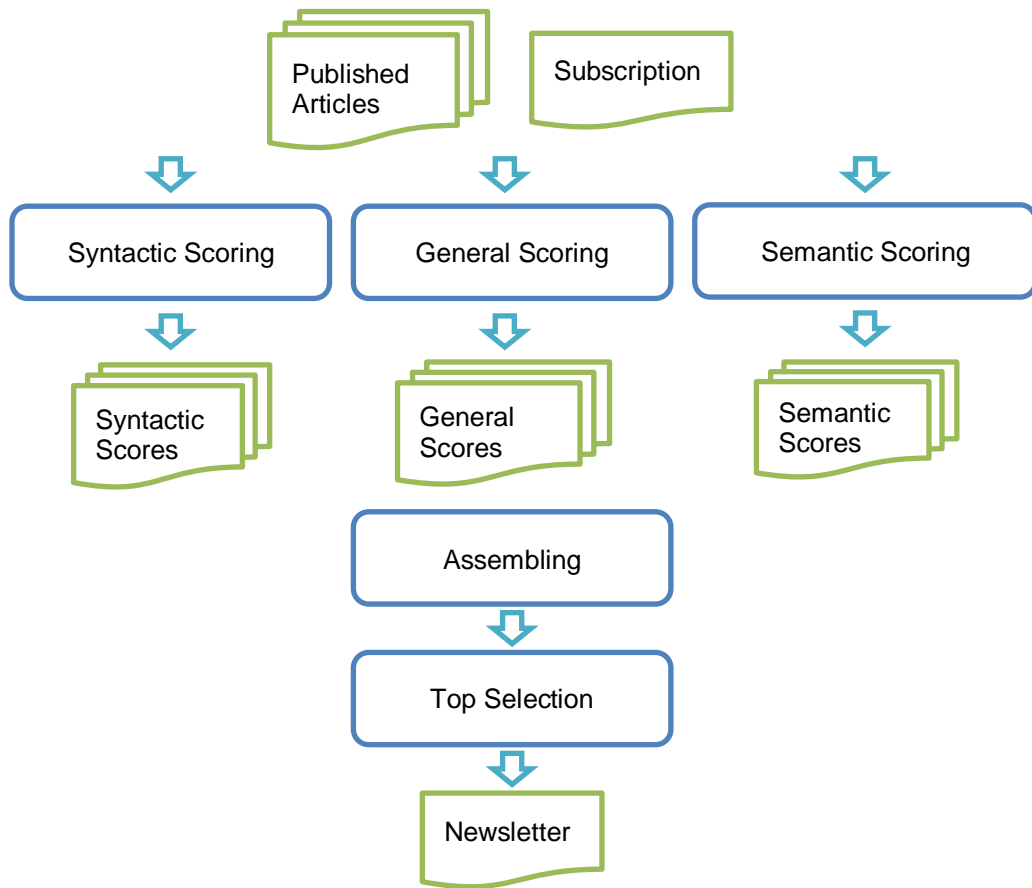 Published
Articles
Subscription
Syntactic Scoring
General Scoring
Semantic Scoring
Syntactic
Scores
General
Scores
Semantic
Scores
Assembling
Top Selection
Newsletter